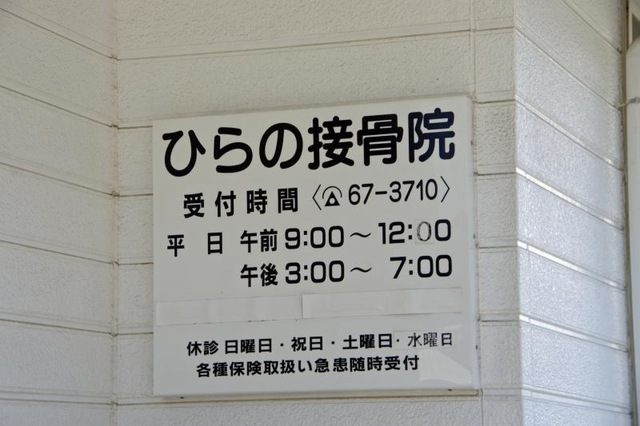 ひらの接骨院
受付時間〈☎67-3710〉
平日 午前9:00〜12:00
午後3:00〜 7:00
休診 日曜日・祝日・土曜日・水曜日
各種保険取扱い急患随時受付